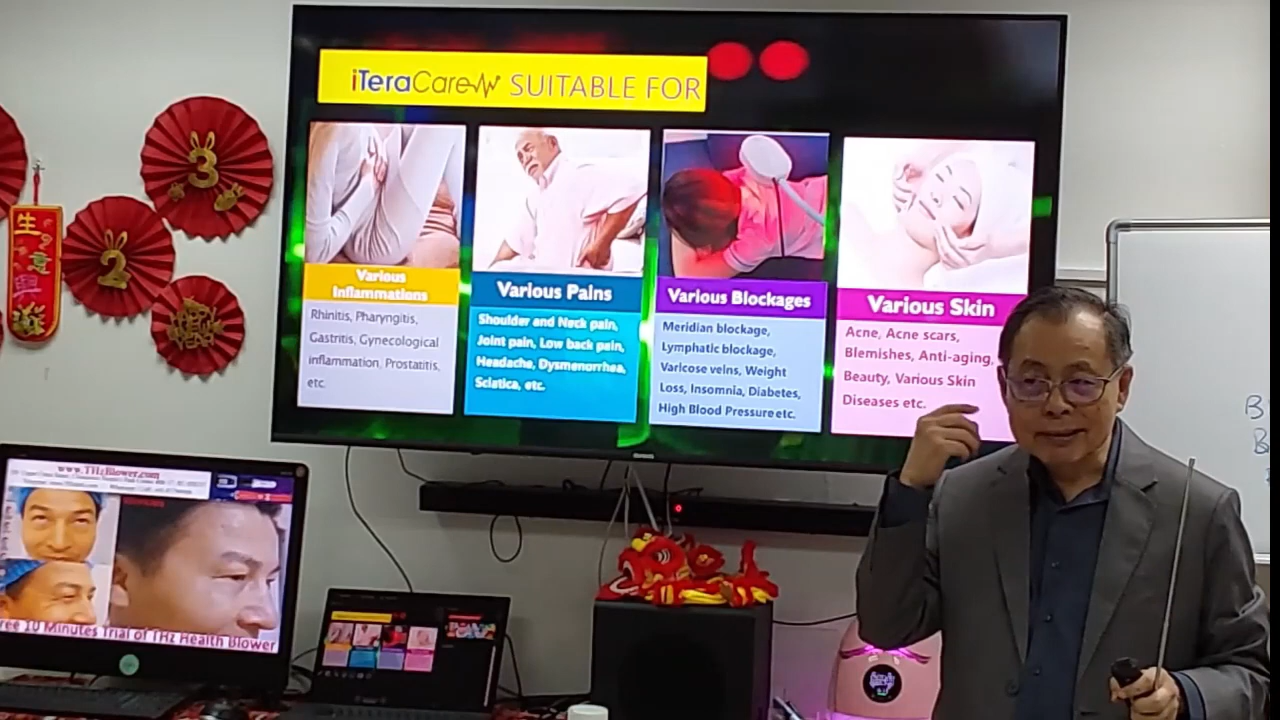 iTeraCare SUITABLE FOR
Various
Inflammations
Rhinitis, Pharyngitis,
Gastritis, Gynecological
inflammation, Prostatitis,
etc.
Various Pains
Shoulder and Neck pain,
Joint pain, Low back pain,
Headache, Dysmenorrhea,
Sciatica, etc.
Various Blockages
Meridian blockage,
Lymphatic blockage,
Varicose veins, Weight
Loss, Insomnia, Diabetes,
High Blood Pressure etc.
Various Skin
Acne, Acne scars,
Blemishes, Anti-aging,
Beauty, Various Skin
Diseases etc.
3
2
生
意
興
www.THzBlower.com
ree 10 Minutes Trial of THz Health Blower
B
B